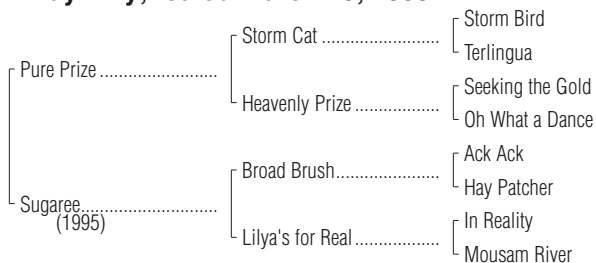 Storm Bird
Storm Cat ........................
Terlingua
Pure Prize ........................
Seeking the Gold
Heavenly Prize .................
Oh What a Dance
Ack Ack
Broad Brush.....................
Hay Patcher
Sugaree............................
(1995)
In Reality
Lilya's for Real .................
Mousam River